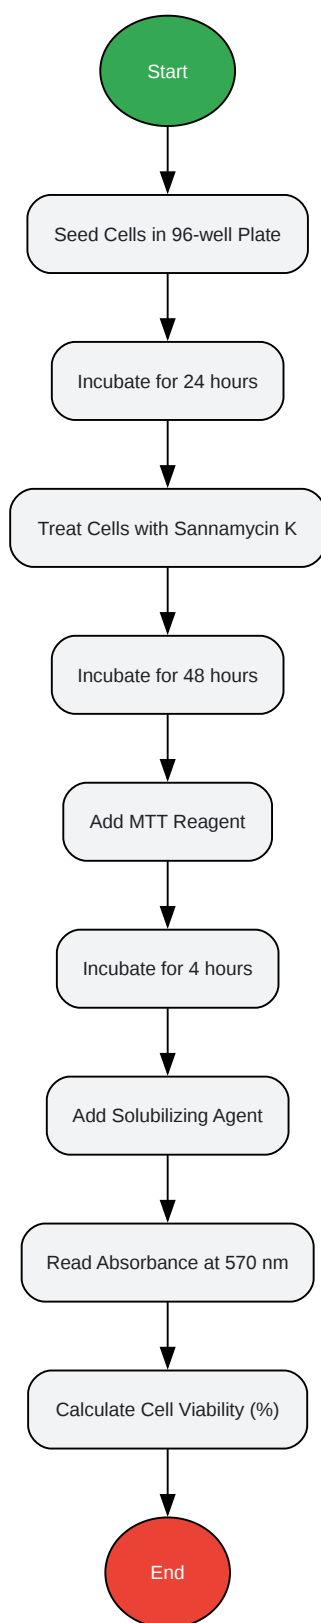 Start
Seed Cells in 96-well Plate
Incubate for 24 hours
Treat Cells with Sannamycin K
Incubate for 48 hours
Add MTT Reagent
Incubate for 4 hours
Add Solubilizing Agent
Read Absorbance at 570 nm
Calculate Cell Viability (%)
End